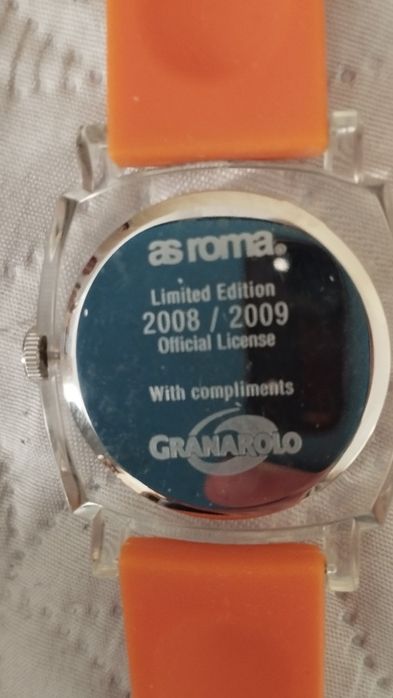 as roma®
Limited Edition
2008 / 2009
Official License
With compliments
GRANAROLO